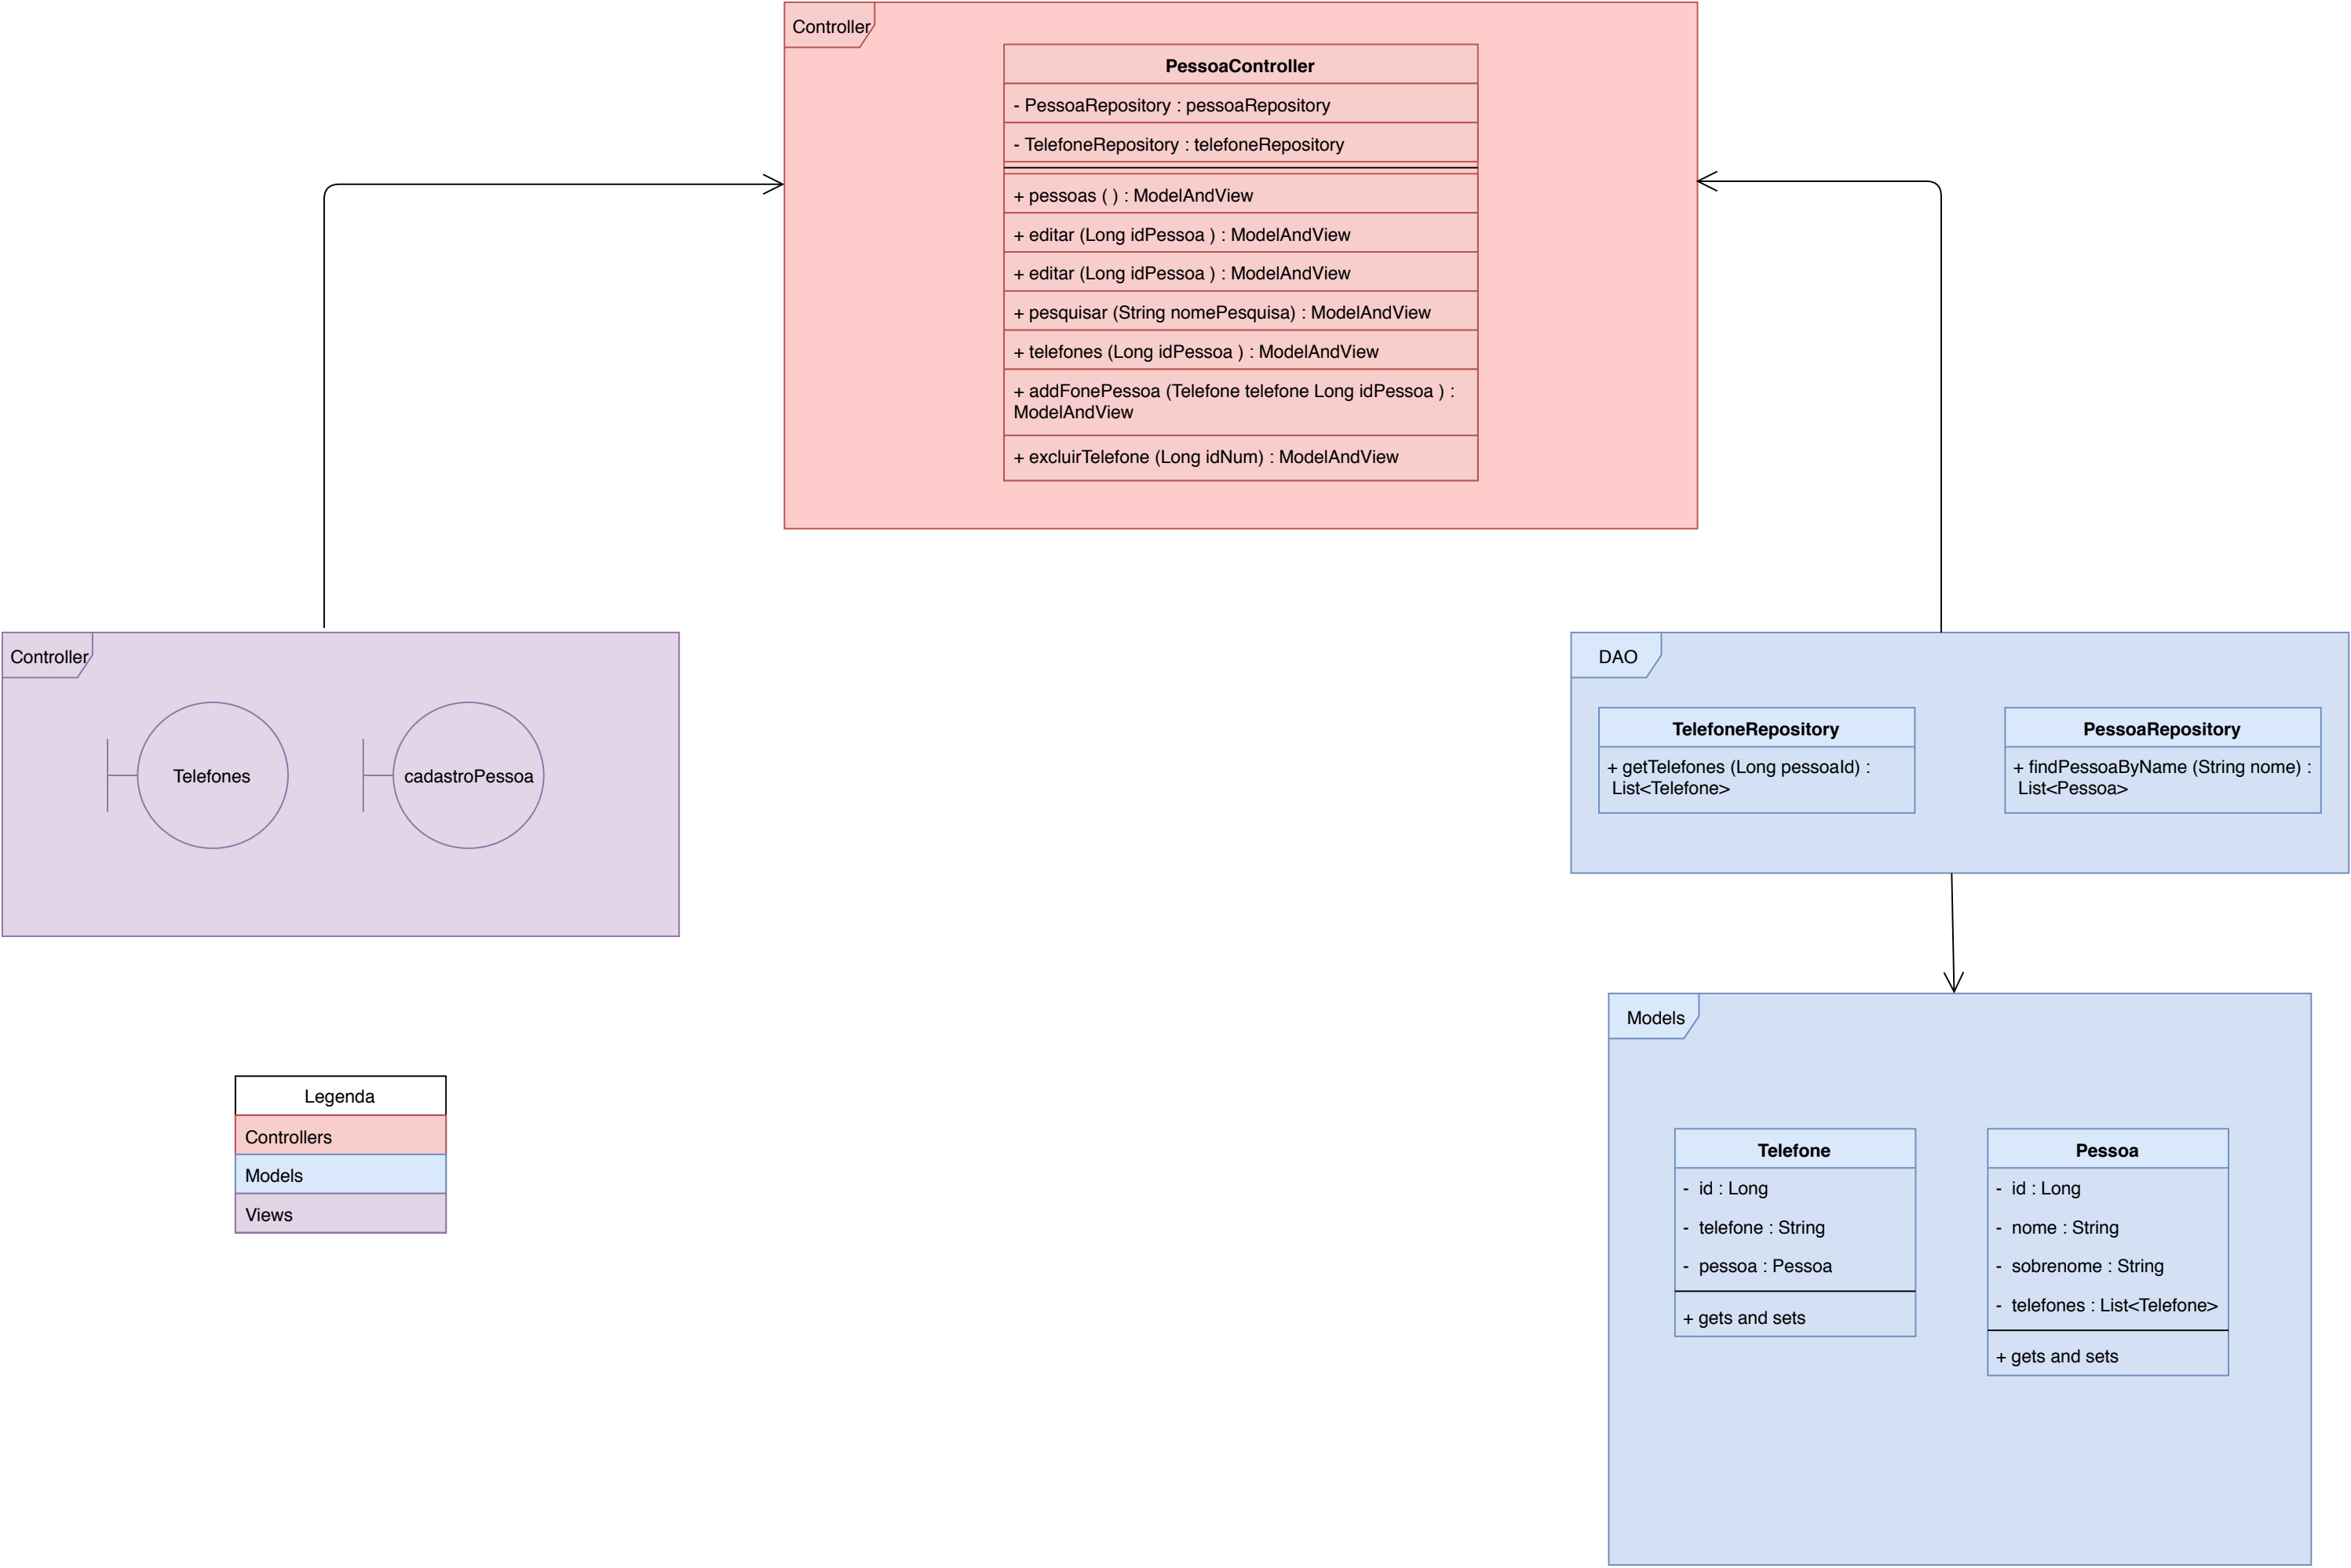 Controller
PessoaController
- PessoaRepository : pessoaRepository
- TelefoneRepository : telefoneRepository
+ pessoas ( ) : ModelAndView
+ editar (Long idPessoa ) : ModelAndView
+ editar (Long idPessoa ) : ModelAndView
+ pesquisar (String nomePesquisa) : ModelAndView
+ telefones (Long idPessoa ) : ModelAndView
+ addFonePessoa (Telefone telefone Long idPessoa ) :
ModelAndView
+ excluirTelefone (Long idNum) : ModelAndView
Controller
Telefones
cadastroPessoa
DAO
TelefoneRepository
+ getTelefones (Long pessoaId) :
List<Telefone>
PessoaRepository
+ findPessoaByName (String nome) :
List<Pessoa>
Models
Telefone
- id : Long
- telefone : String
- pessoa : Pessoa
+ gets and sets
Pessoa
- id : Long
- nome : String
- sobrenome : String
- telefones : List<Telefone>
+ gets and sets
Legenda
Controllers
Models
Views